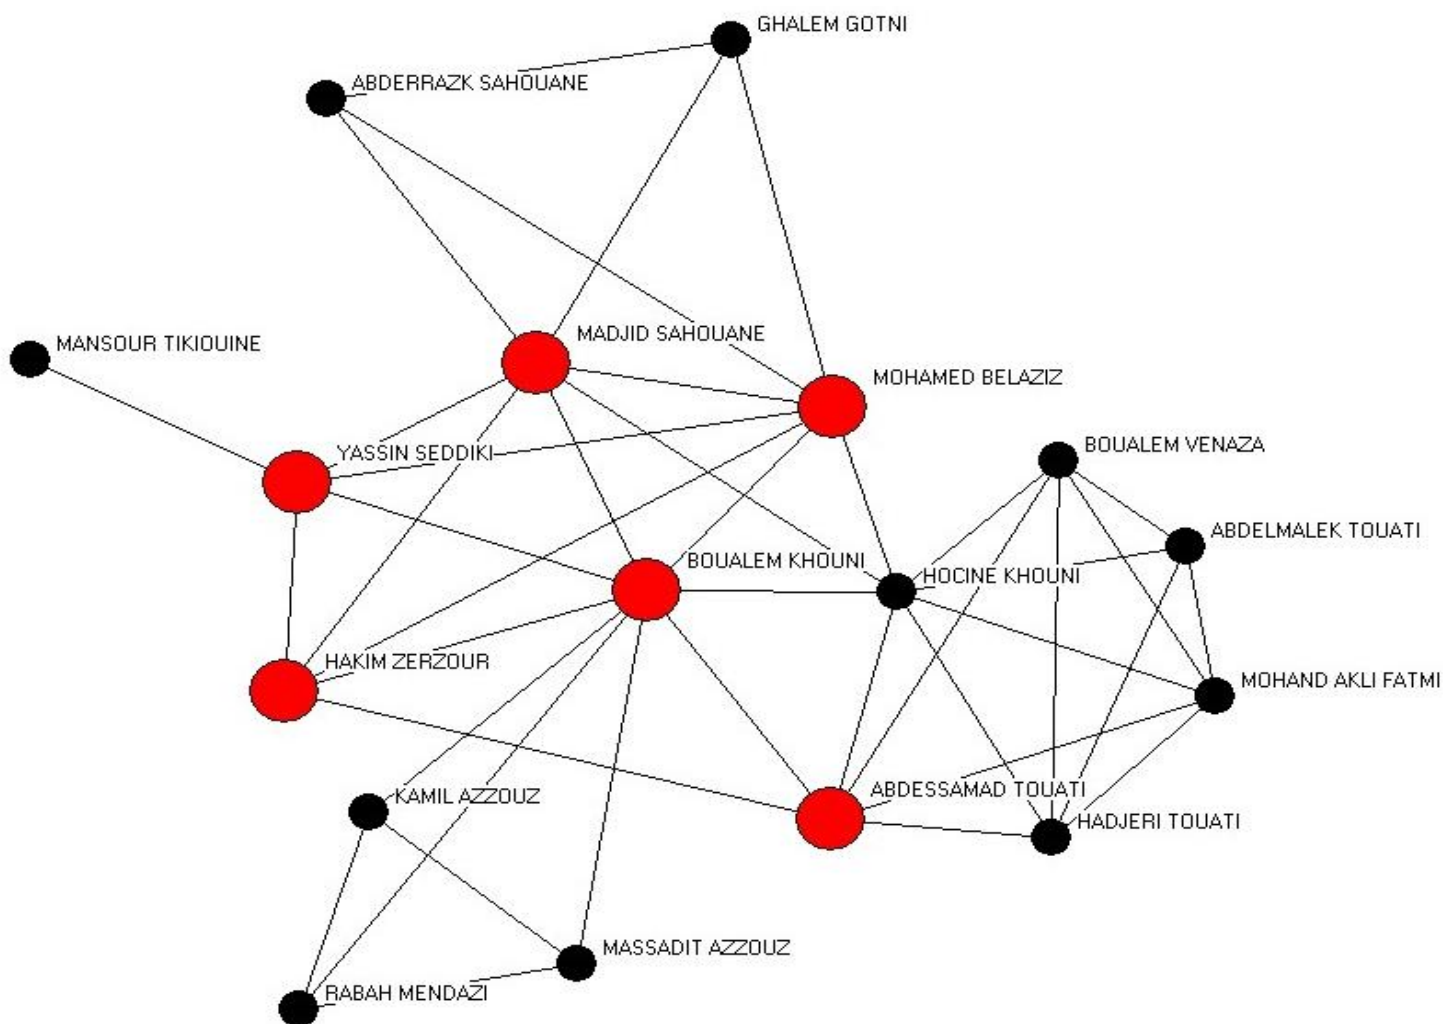 GHALEM GOTNI
ABDERRAZK SAHOUANE
MADJID SAHOUANE
MANSOUR TIKIOUINE
MOHAMED BELAZIZ
YASSIN SEDDIKI
BOUALEM VENAZA
ABDELMALEK TOUATI
BOUALEM KHOUNI
HOCINE KHOUNI
HAKIM ZERZOUR
MOHAND AKLI FATMI
ABDESSAMAD TOUATI
KAMIL AZZOUZ
HADJERI TOUATI
MASSADIT AZZOUZ
RABAH MENDAZI